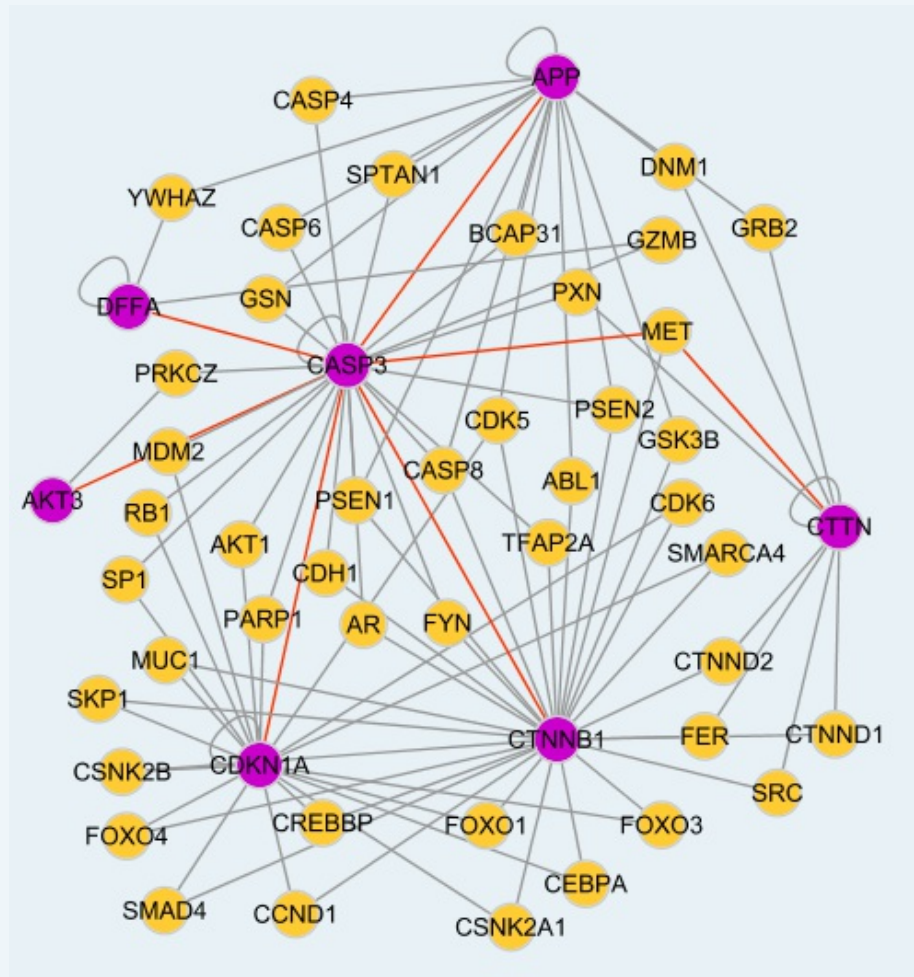 APP
CASP4
DNM1
SPTAN1
YWHAZ
CASP6
BCAP31
GZMB
GRB2
GSN
PXN
DFFA
MET
CASP3
PRKCZ
PSEN2
CDK5
GSK3B
MDM2
CASP8
ABL1
AKT3
PSEN1
CDK6
RB1
CTTN
AKT1
TFAP2A
SMARCA4
SP1
CDH1
PARP1
AR
FYN
MUC1
CTNND2
SKP1
CTNNB1
FER
CTNND1
CSNK2B
CDKN1A
SRC
FOXO4
CREBBP
FOXO1
FOXO3
CEBPA
SMAD4
CCND1
CSNK2A1